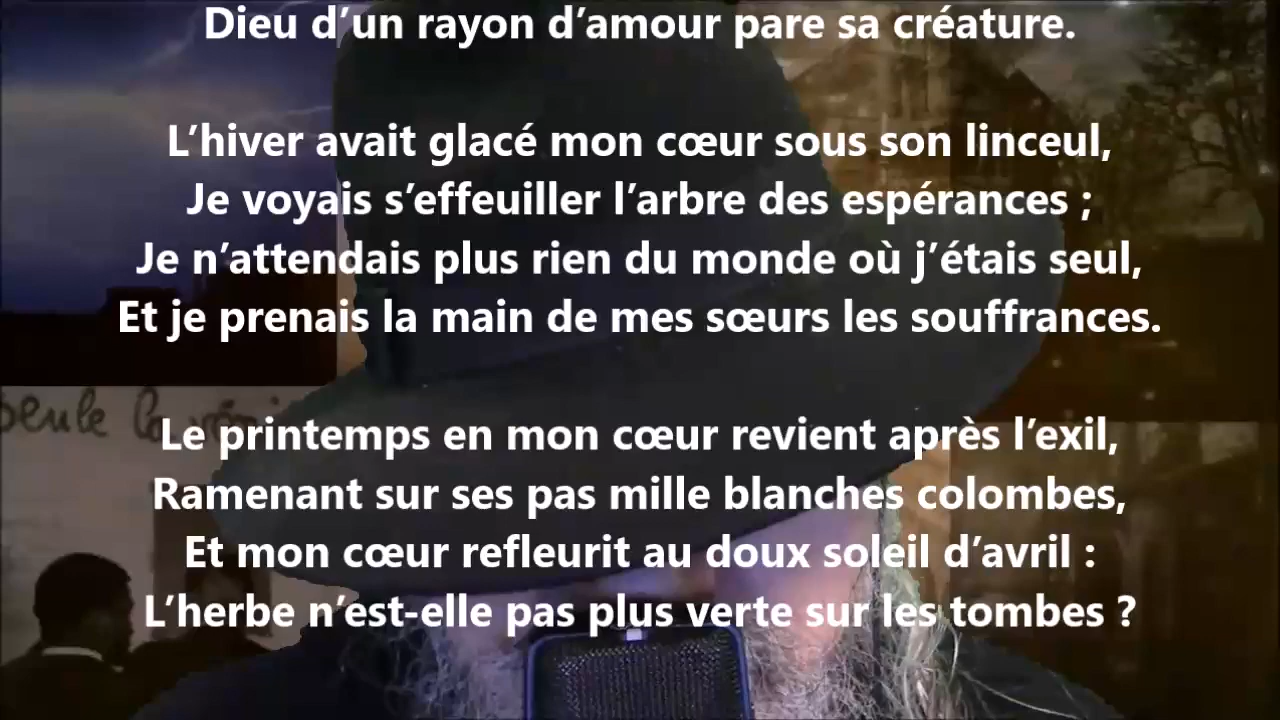 Dieu d’un rayon d’amour pare sa créature.
L’hiver avait glacé mon cœur sous son linceul,
Je voyais s’effeuiller l’arbre des espérances ;
Je n’attendais plus rien du monde où j’étais seul,
Et je prenais la main de mes sœurs les souffrances.
seule la
Le printemps en mon cœur revient après l’exil,
Ramenant sur ses pas mille blanches colombes,
Et mon cœur refleurit au doux soleil d’avril :
L’herbe n’est-elle pas plus verte sur les tombes ?